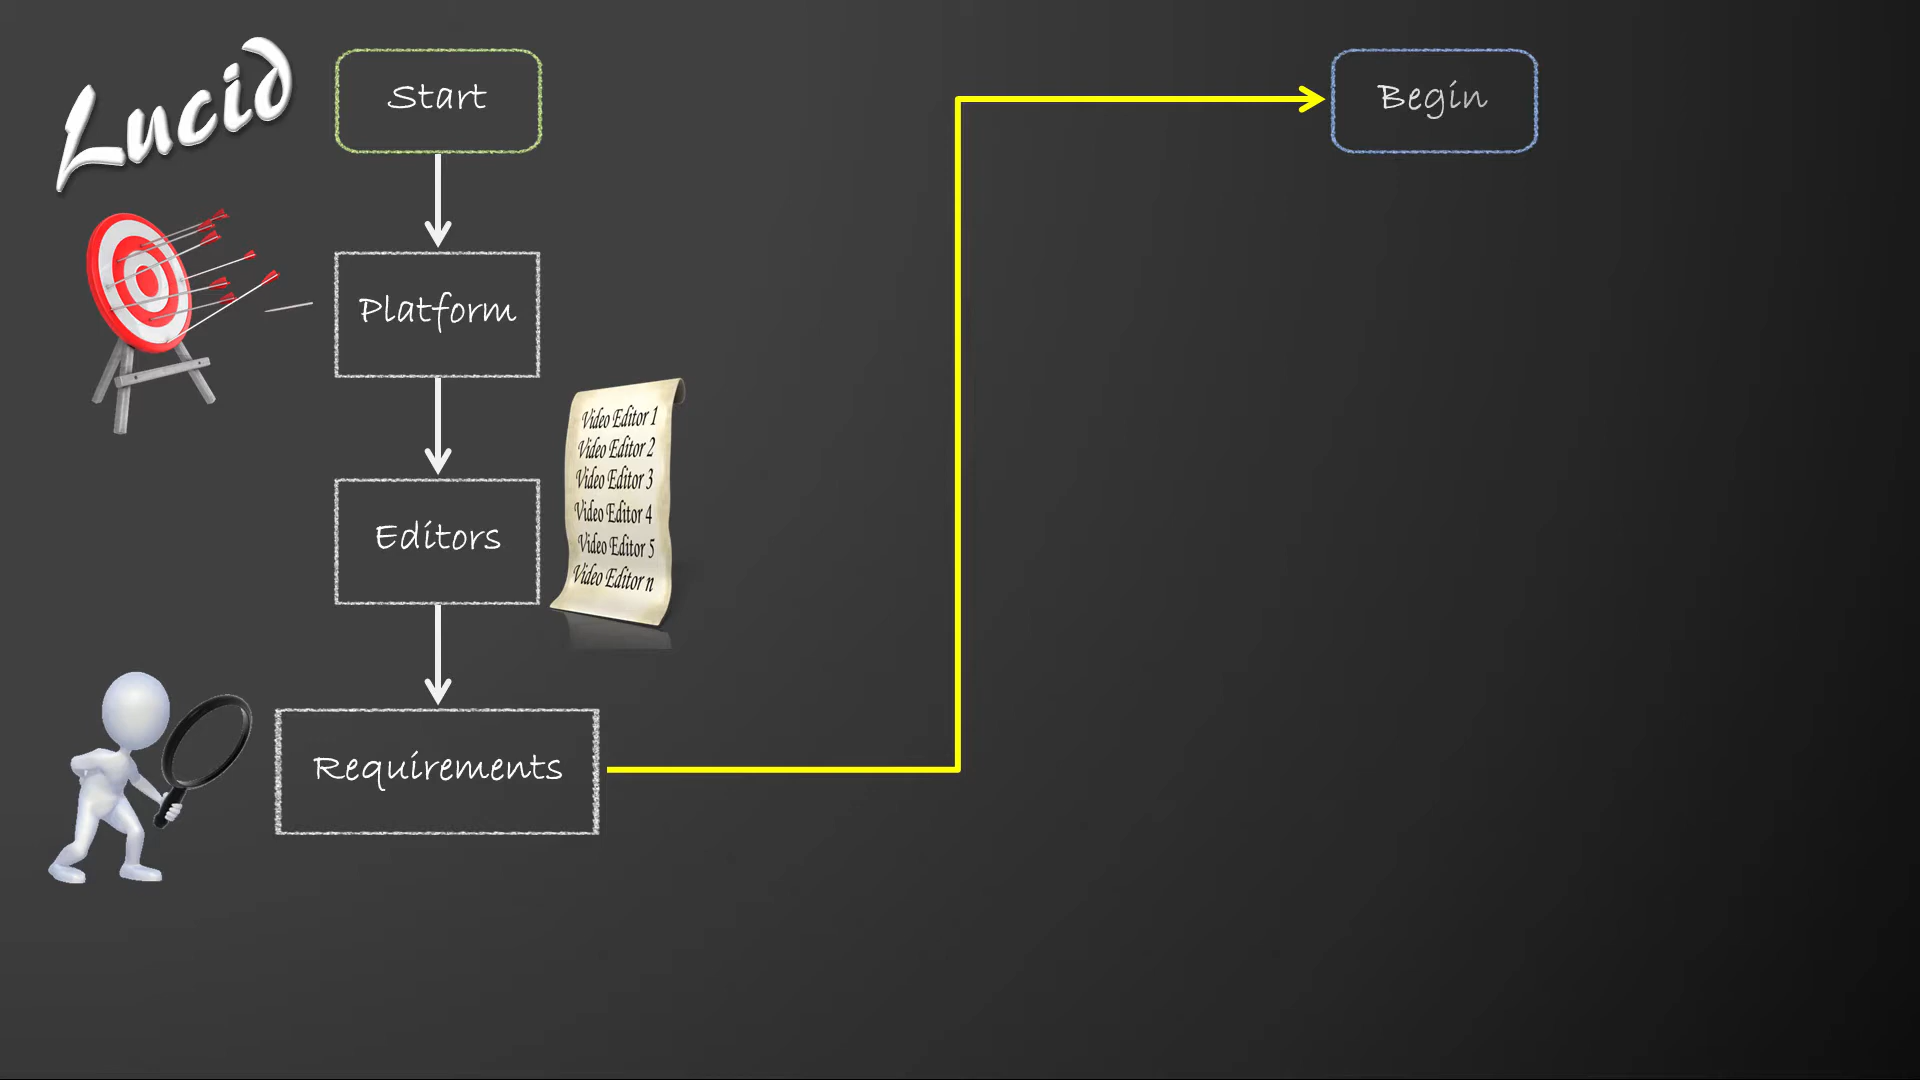 Lucid
Start
Begin
Platform
Video Editor 1
Video Editor 2
Video Editor 3
Video Editor 4
Video Editor 5
Video Editor n
Editors
Requirements